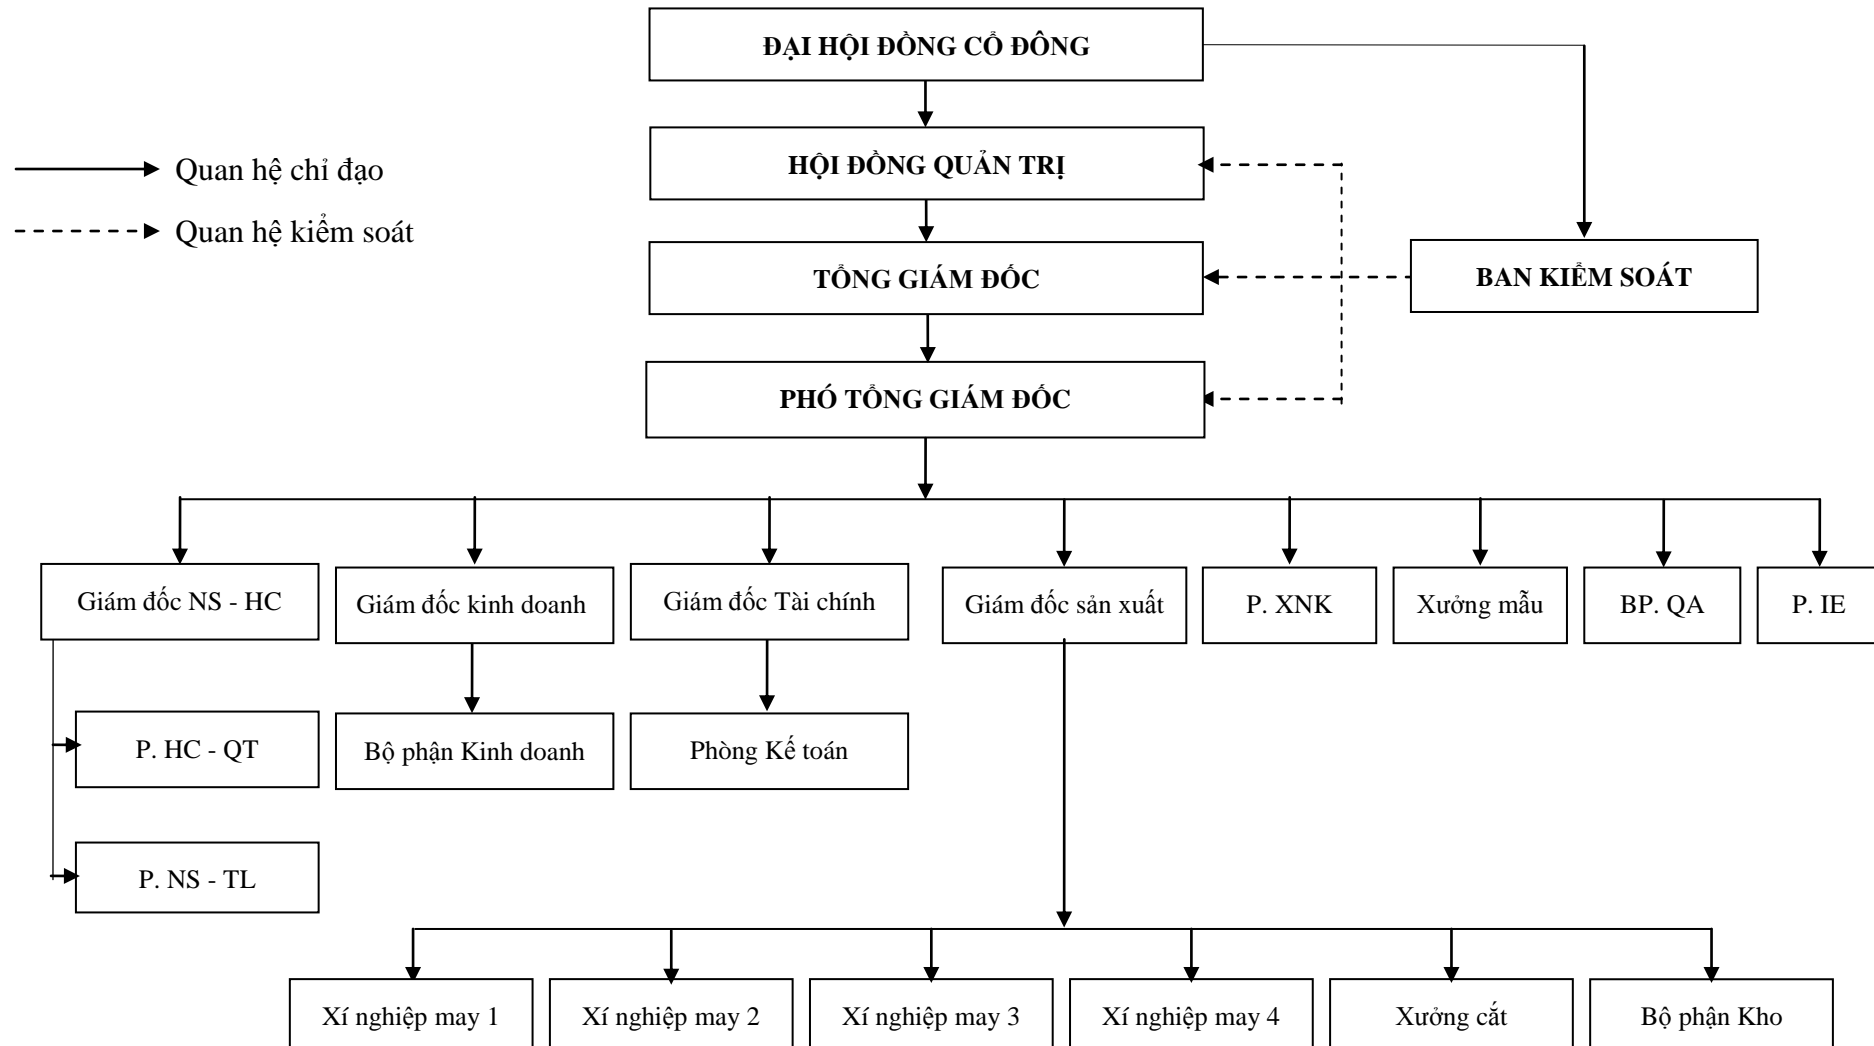 ĐẠI HỘI ĐỒNG CỔ ĐÔNG
HỘI ĐỒNG QUẢN TRỊ
Quan hệ chỉ đạo
Quan hệ kiểm soát
TỔNG GIÁM ĐỐC
BAN KIỂM SOÁT
PHÓ TỔNG GIÁM ĐỐC
Giám đốc NS - HC
Giám đốc kinh doanh
Giám đốc Tài chính
Giám đốc sản xuất
P. XNK
Xưởng mẫu
BP. QA
P. IE
P. HC - QT
Bộ phận Kinh doanh
Phòng Kế toán
P. NS - TL
Xí nghiệp may 1
Xí nghiệp may 2
Xí nghiệp may 3
Xí nghiệp may 4
Xưởng cắt
Bộ phận Kho